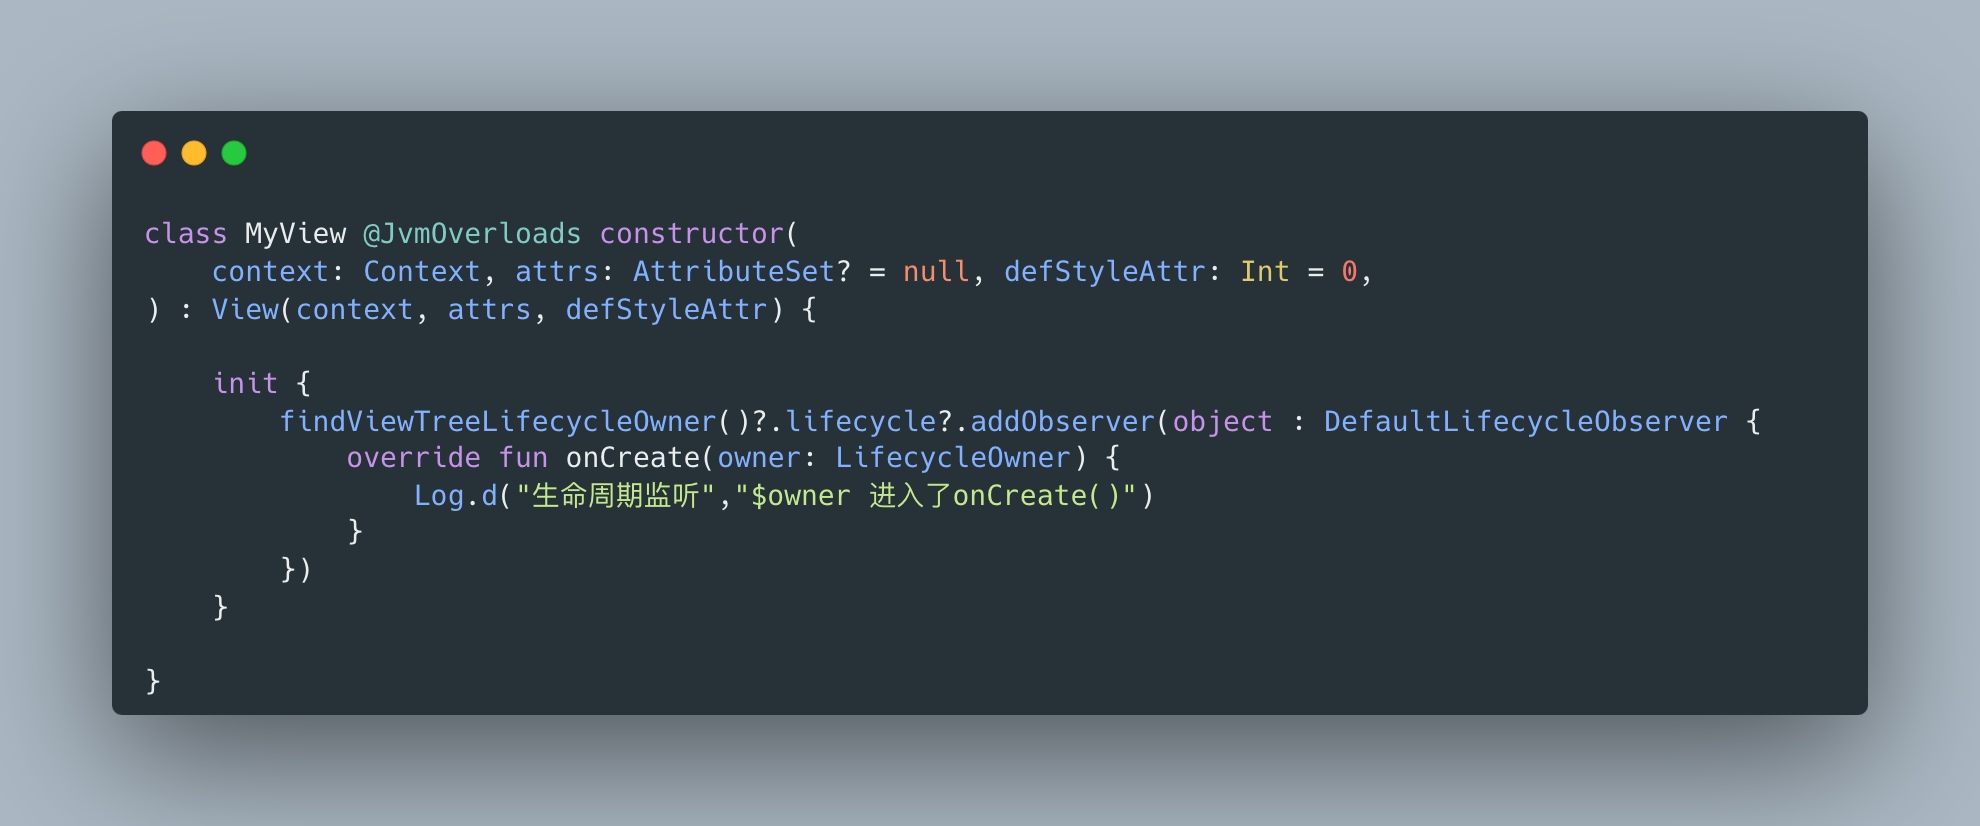 class MyView @JvmOverloads constructor(
    context: Context, attrs: AttributeSet? = null, defStyleAttr: Int = 0,
) : View(context, attrs, defStyleAttr) {
    init {
        findViewTreeLifecycleOwner()?.lifecycle?.addObserver(object : DefaultLifecycleObserver {
            override fun onCreate(owner: LifecycleOwner) {
                Log.d("生命周期监听","$owner 进入了onCreate()")
            }
        })
    }
}